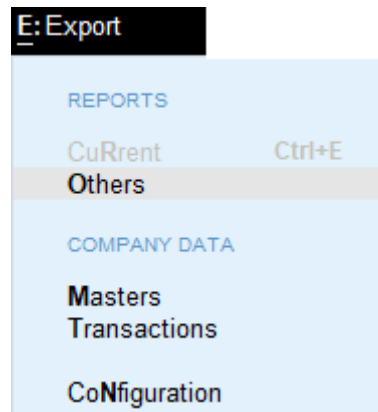 E: Export
REPORTS
CuRrent Ctrl+E
Others
COMPANY DATA
Masters
Transactions
CoNfiguration